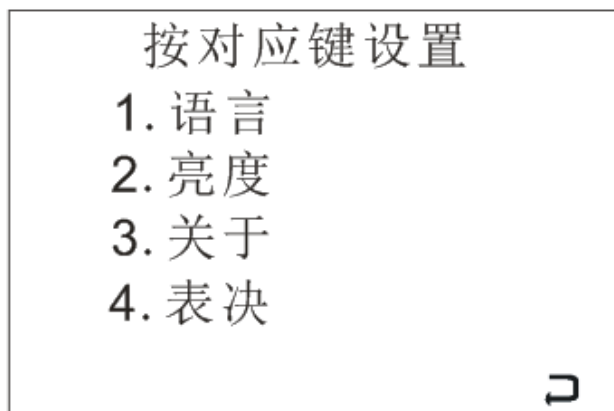 按对应键设置
1. 语言
2. 亮度
3. 关于
4. 表决